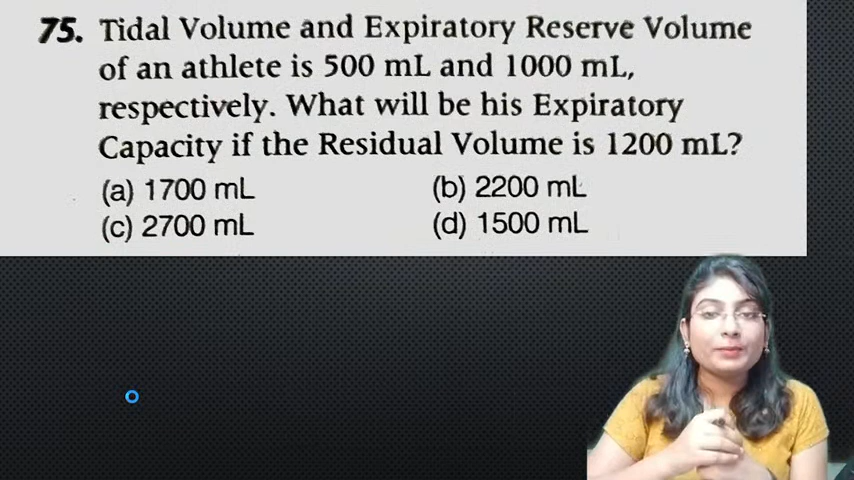 75. Tidal Volume and Expiratory Reserve Volume
of an athlete is 500 mL and 1000 mL,
respectively. What will be his Expiratory
Capacity if the Residual Volume is 1200 mL?
(a) 1700 mL (b) 2200 mL
(c) 2700 mL (d) 1500 mL